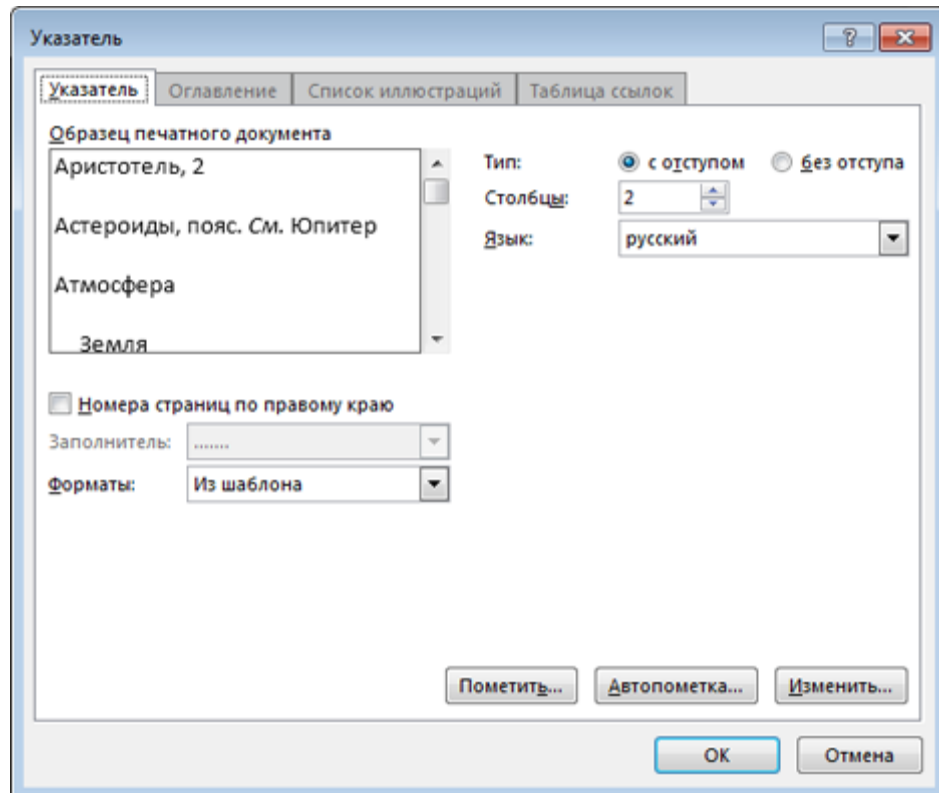 Указатель
Указатель Оглавление Список иллюстраций Таблица ссылок
Образец печатного документа
Аристотель, 2
Астероиды, пояс. См. Юпитер
Атмосфера
Земля
Тип: с отступом без отступа
Столбцы: 2
Язык: русский
Номера страниц по правому краю
Заполнитель: .......
Форматы: Из шаблона
Пометить... Автопометка... Изменить...
ОК Отмена